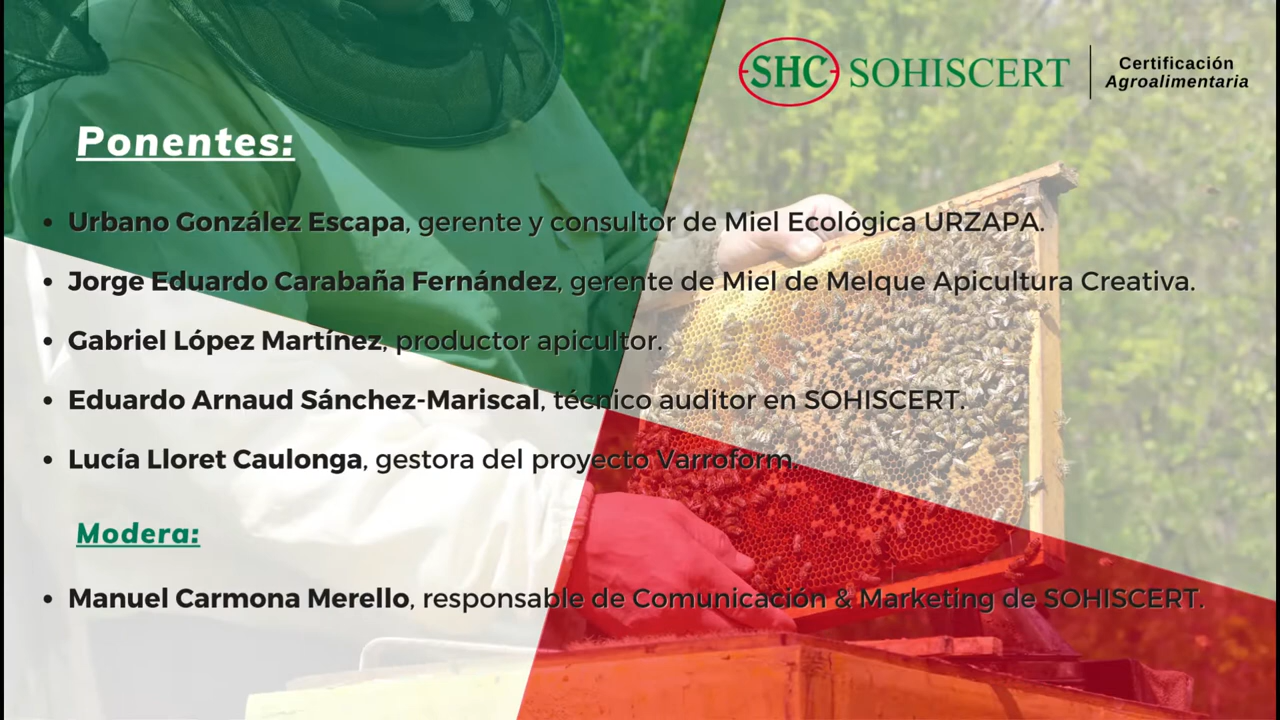 SHC SOHISCERT
Certificación
Agroalimentaria
Ponentes:
• Urbano González Escapa, gerente y consultor de Miel Ecológica URZAPA.
• Jorge Eduardo Carabaña Fernández, gerente de Miel de Melque Apicultura Creativa.
• Gabriel López Martínez, productor apicultor.
• Eduardo Arnaud Sánchez-Mariscal, técnico auditor en SOHISCERT.
• Lucía Lloret Caulonga, gestora del proyecto Varroform.
Modera:
• Manuel Carmona Merello, responsable de Comunicación & Marketing de SOHISCERT.